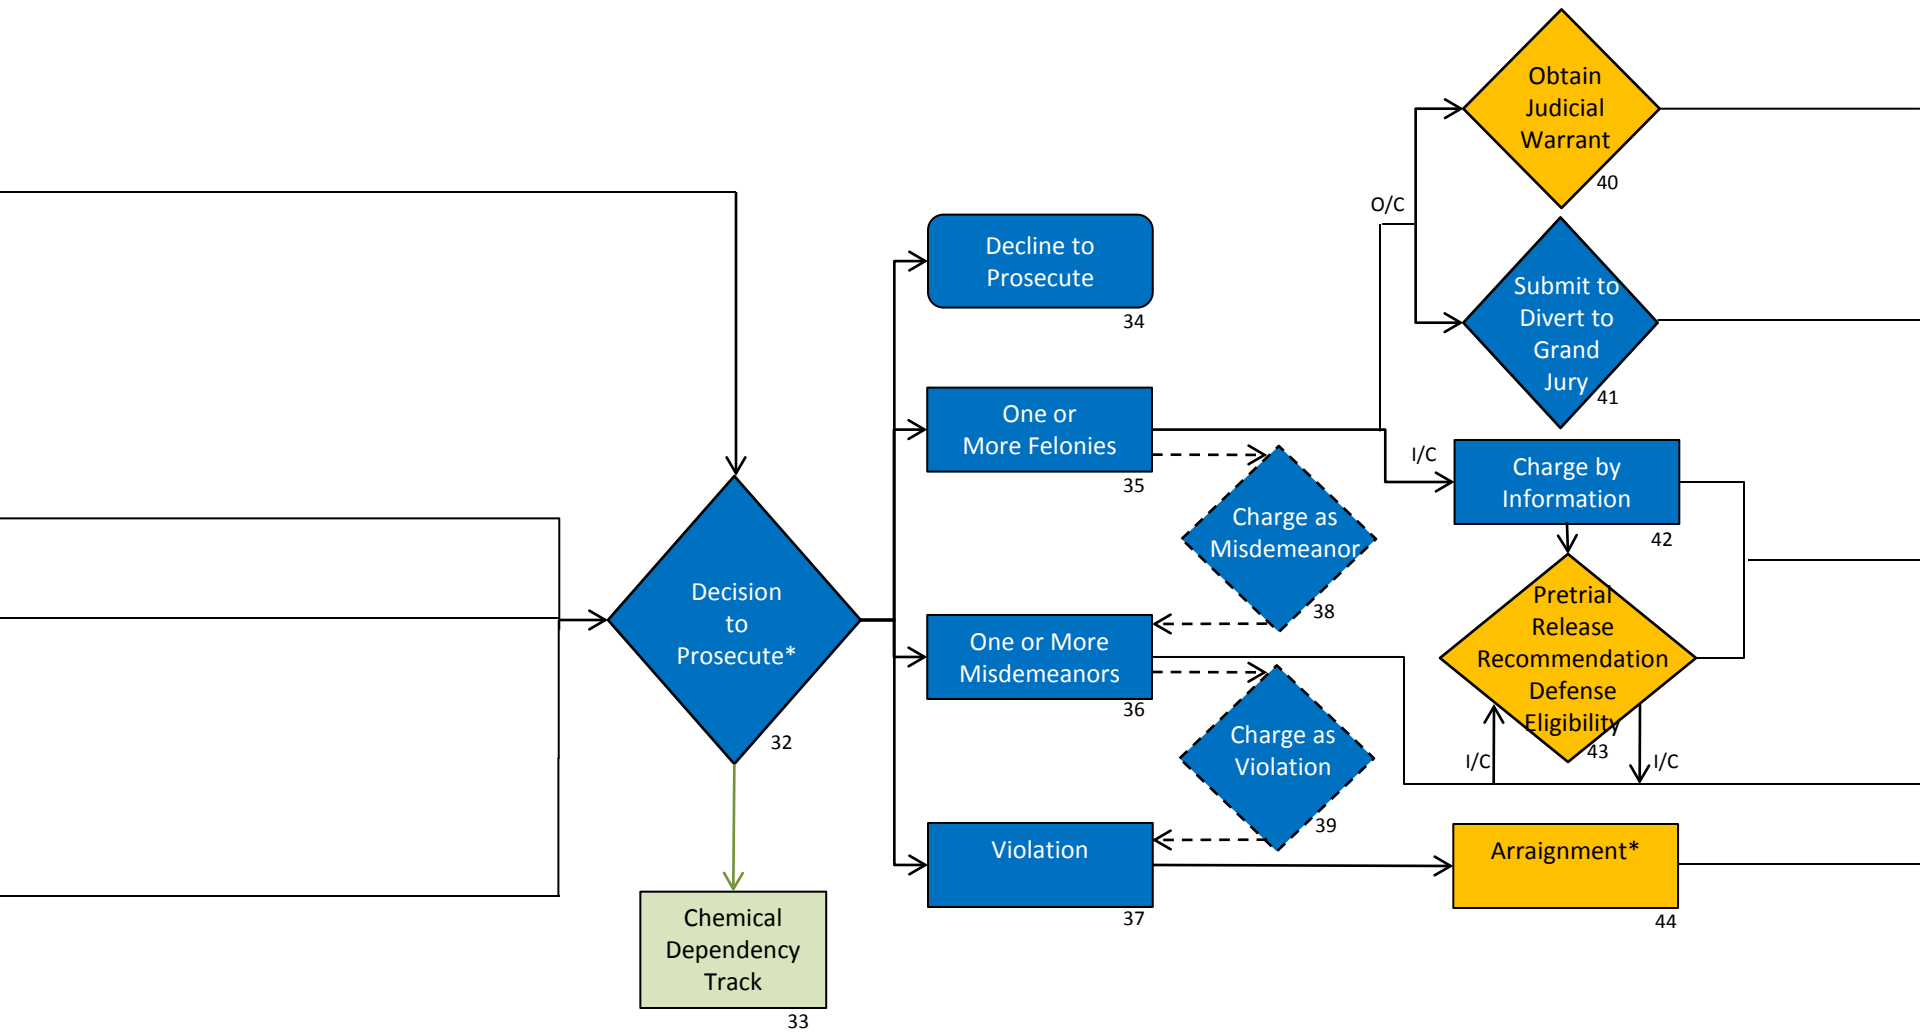 Obtain
Judicial
Warrant
40
O/C
Decline to
Prosecute
34
Submit to
Divert to
Grand
Jury
41
One or
More Felonies
35
I/C
Charge by
Information
42
Charge as
Misdemeanor
38
Decision
to
Prosecute*
32
One or More
Misdemeanors
36
Pretrial
Release
Recommendation
Defense
Eligibility
43
I/C
I/C
Charge as
Violation
39
Violation
37
Arraignment*
44
Chemical
Dependency
Track
33